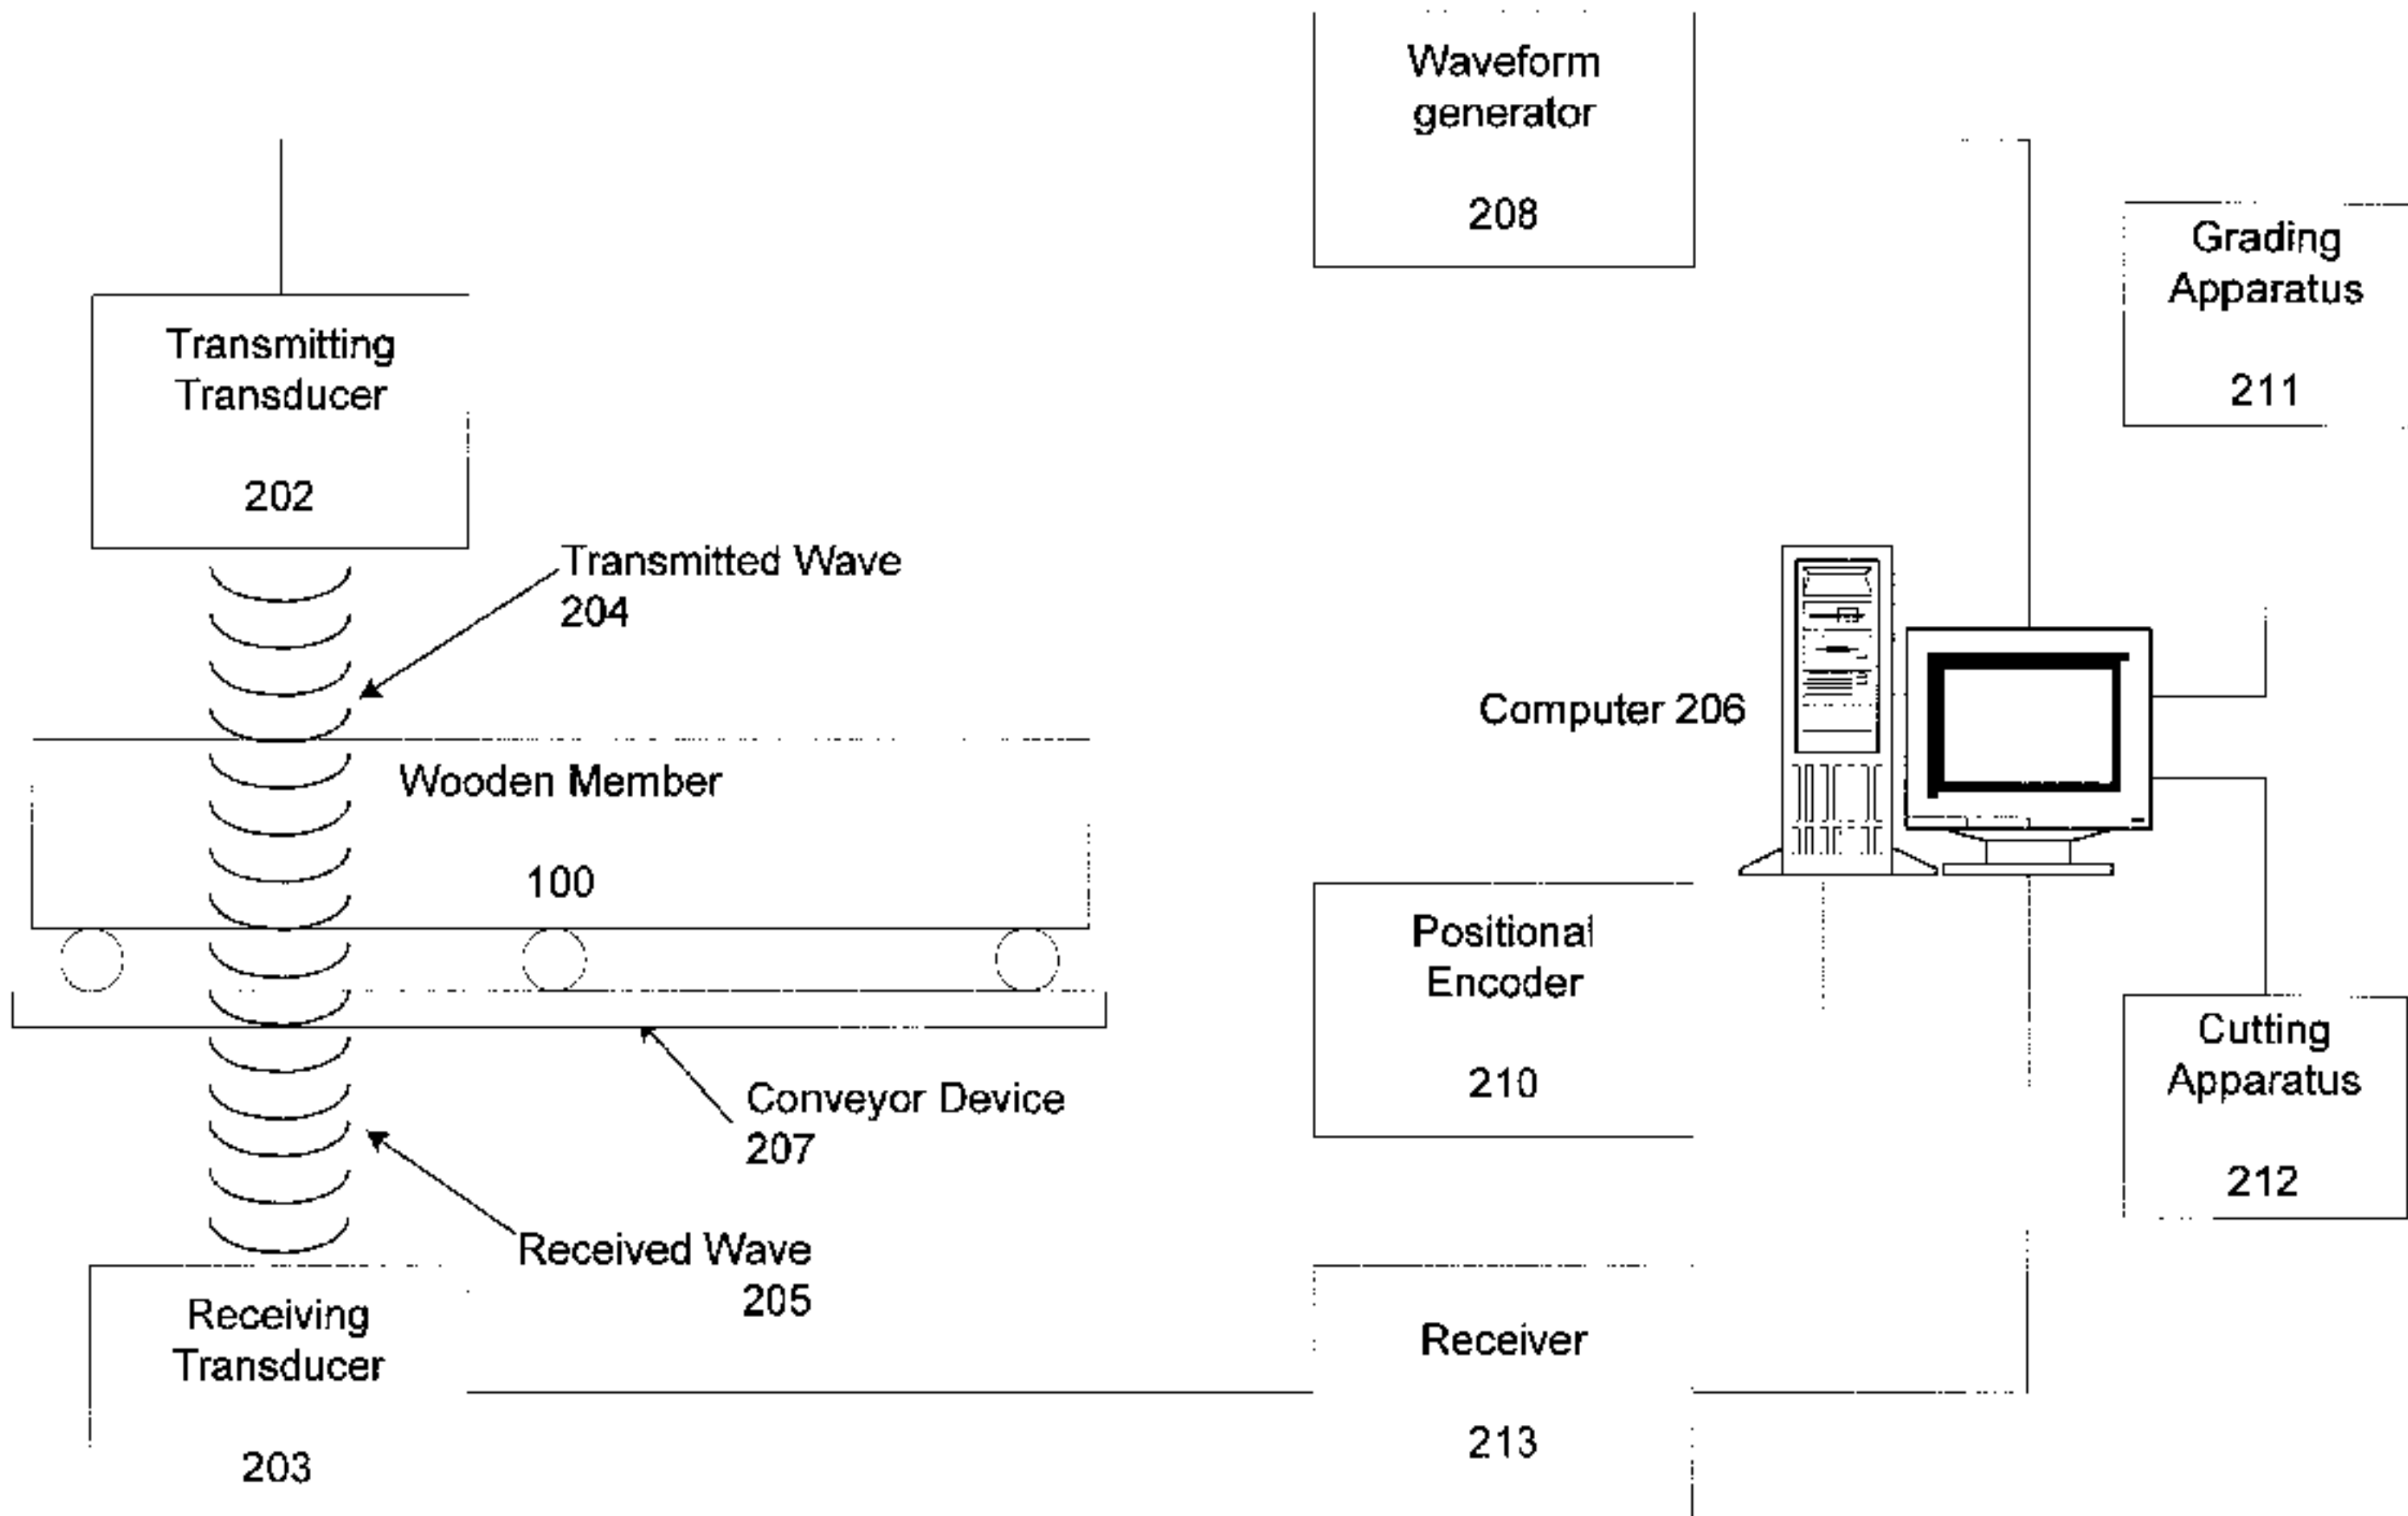 Waveform
generator
208
Grading
Apparatus
211
Transmitting
Transducer
202
Transmitted Wave
204
Computer 206
Wooden Member
100
Positional
Encoder
210
Cutting
Apparatus
212
Conveyor Device
207
Received Wave
205
Receiving
Transducer
203
Receiver
213